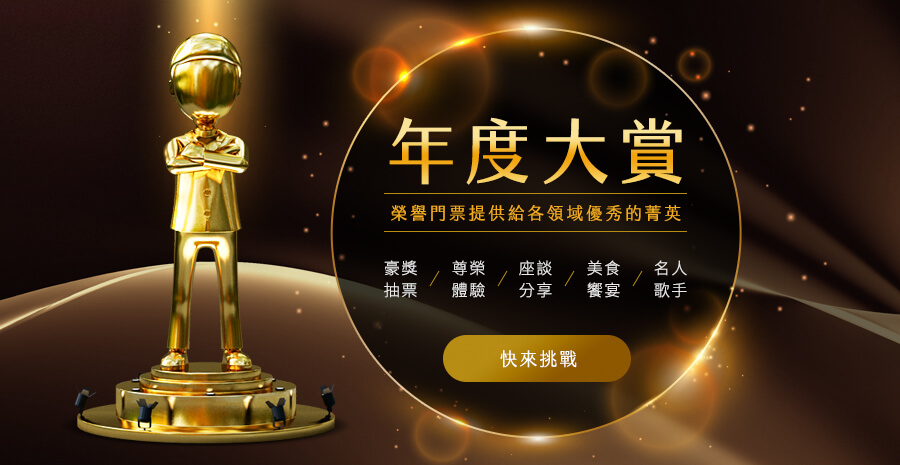 年度大賞
榮譽門票提供給各領域優秀的菁英
豪獎 / 尊榮 / 座談 / 美食 / 名人
抽票 / 體驗 / 分享 / 饗宴 / 歌手
快來挑戰